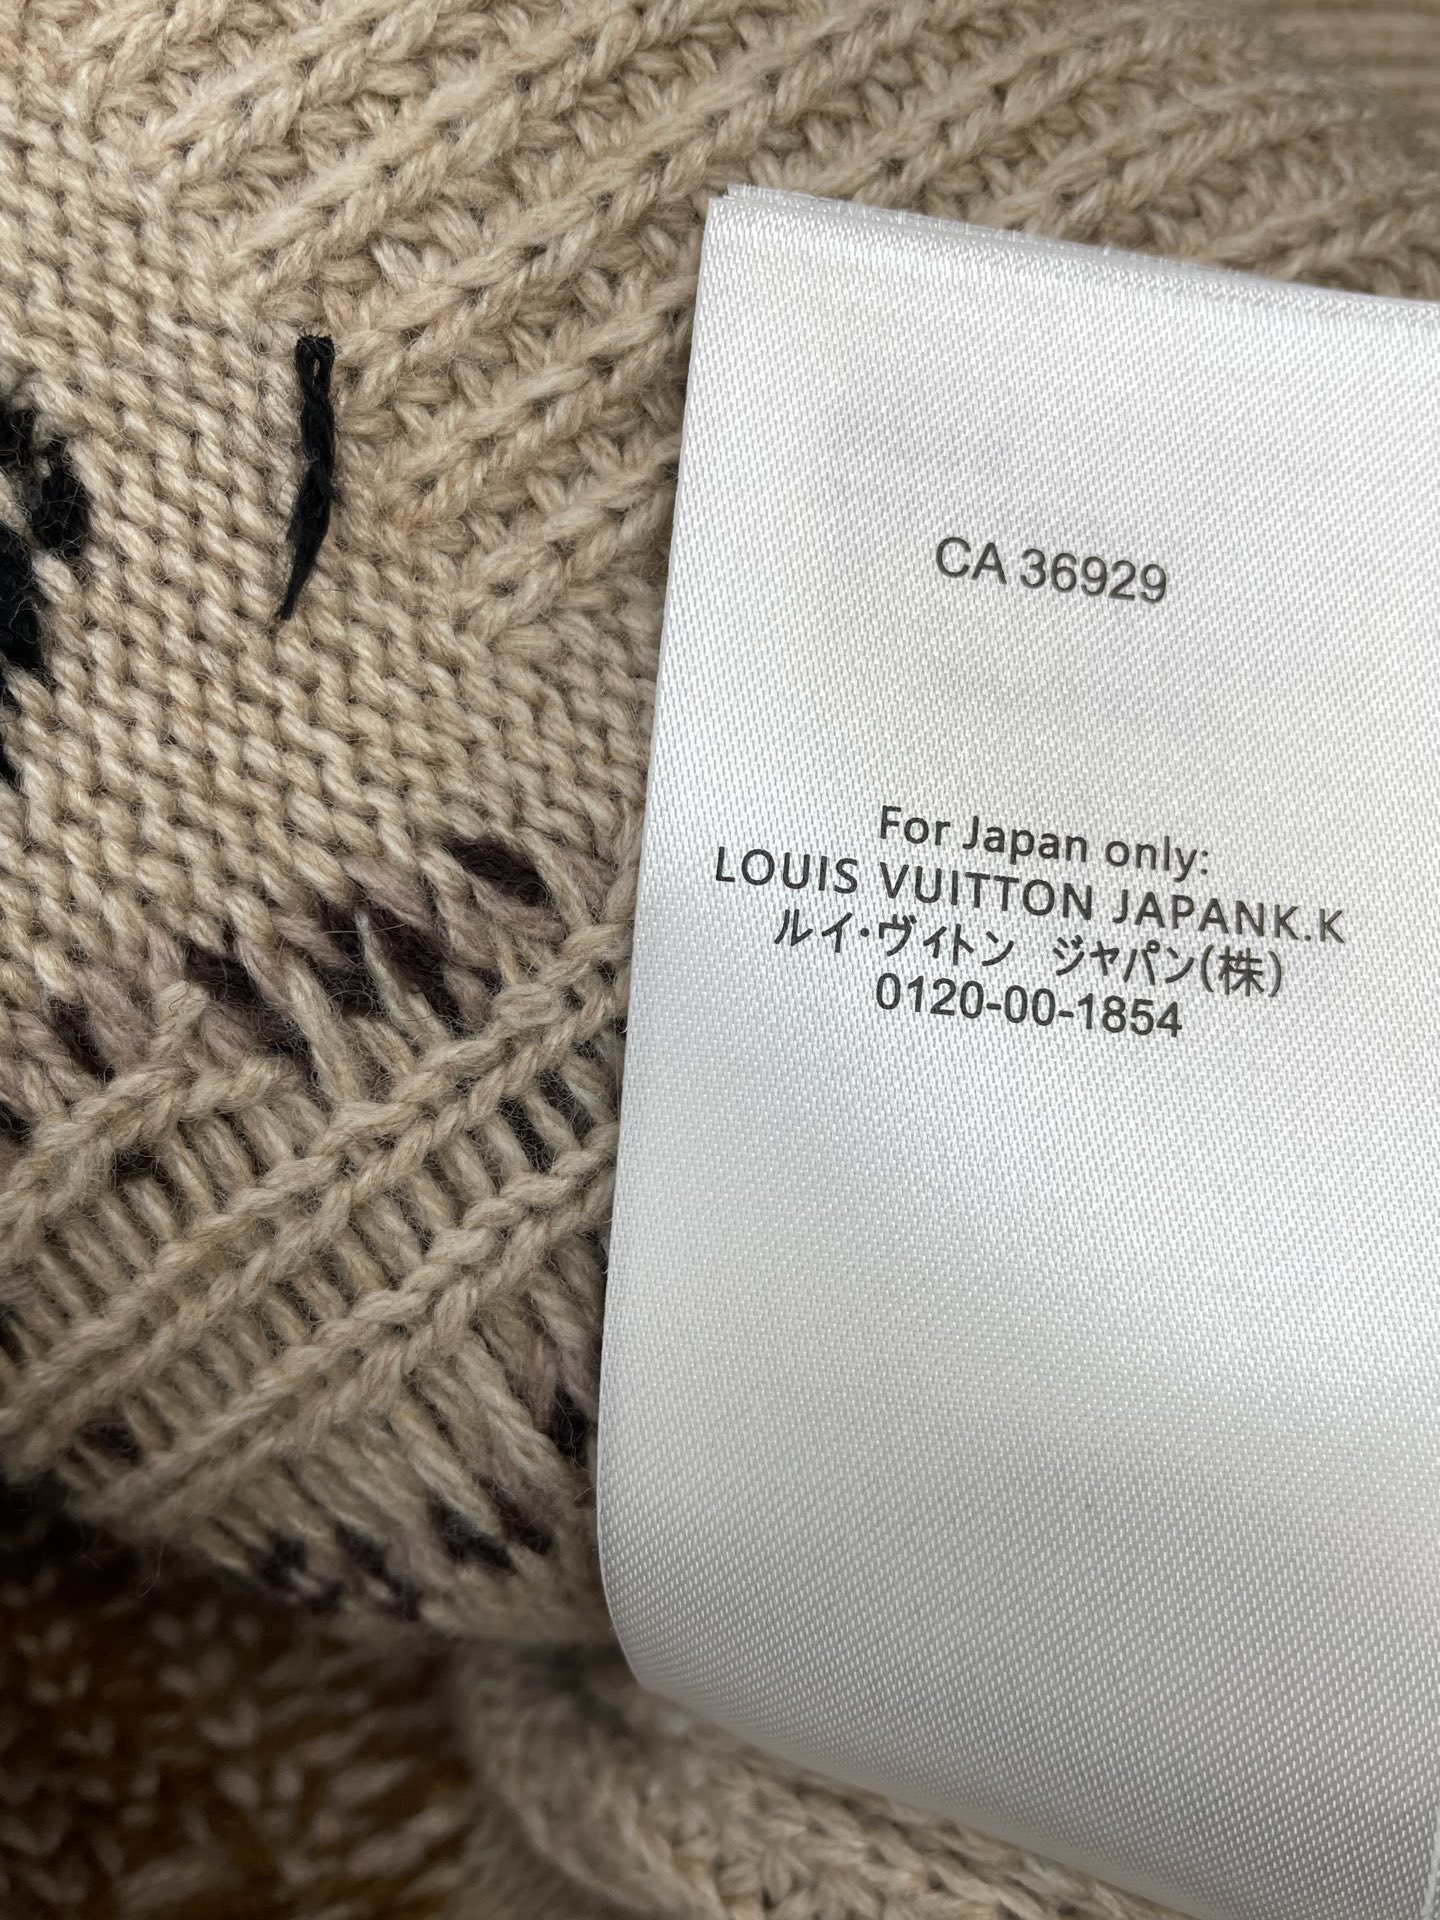 CA 36929
For Japan only:
LOUIS VUITTON JAPANK.K
ルイ・ヴィトン　ジャパン(株)
0120-00-1854